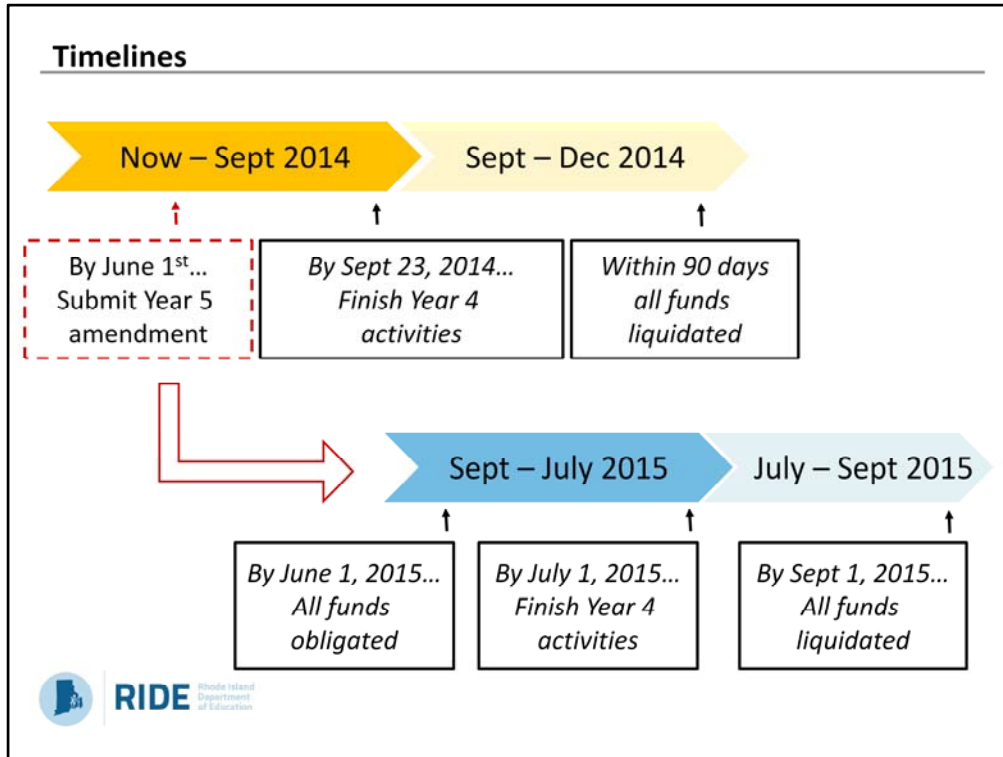 Timelines
Now – Sept 2014
Sept – Dec 2014
By June 1st…
Submit Year 5
amendment
By Sept 23, 2014…
Finish Year 4
activities
Within 90 days
all funds
liquidated
Sept – July 2015
July – Sept 2015
By June 1, 2015…
All funds
obligated
By July 1, 2015…
Finish Year 4
activities
By Sept 1, 2015…
All funds
liquidated
RIDE
Rhode Island
Department
of Education